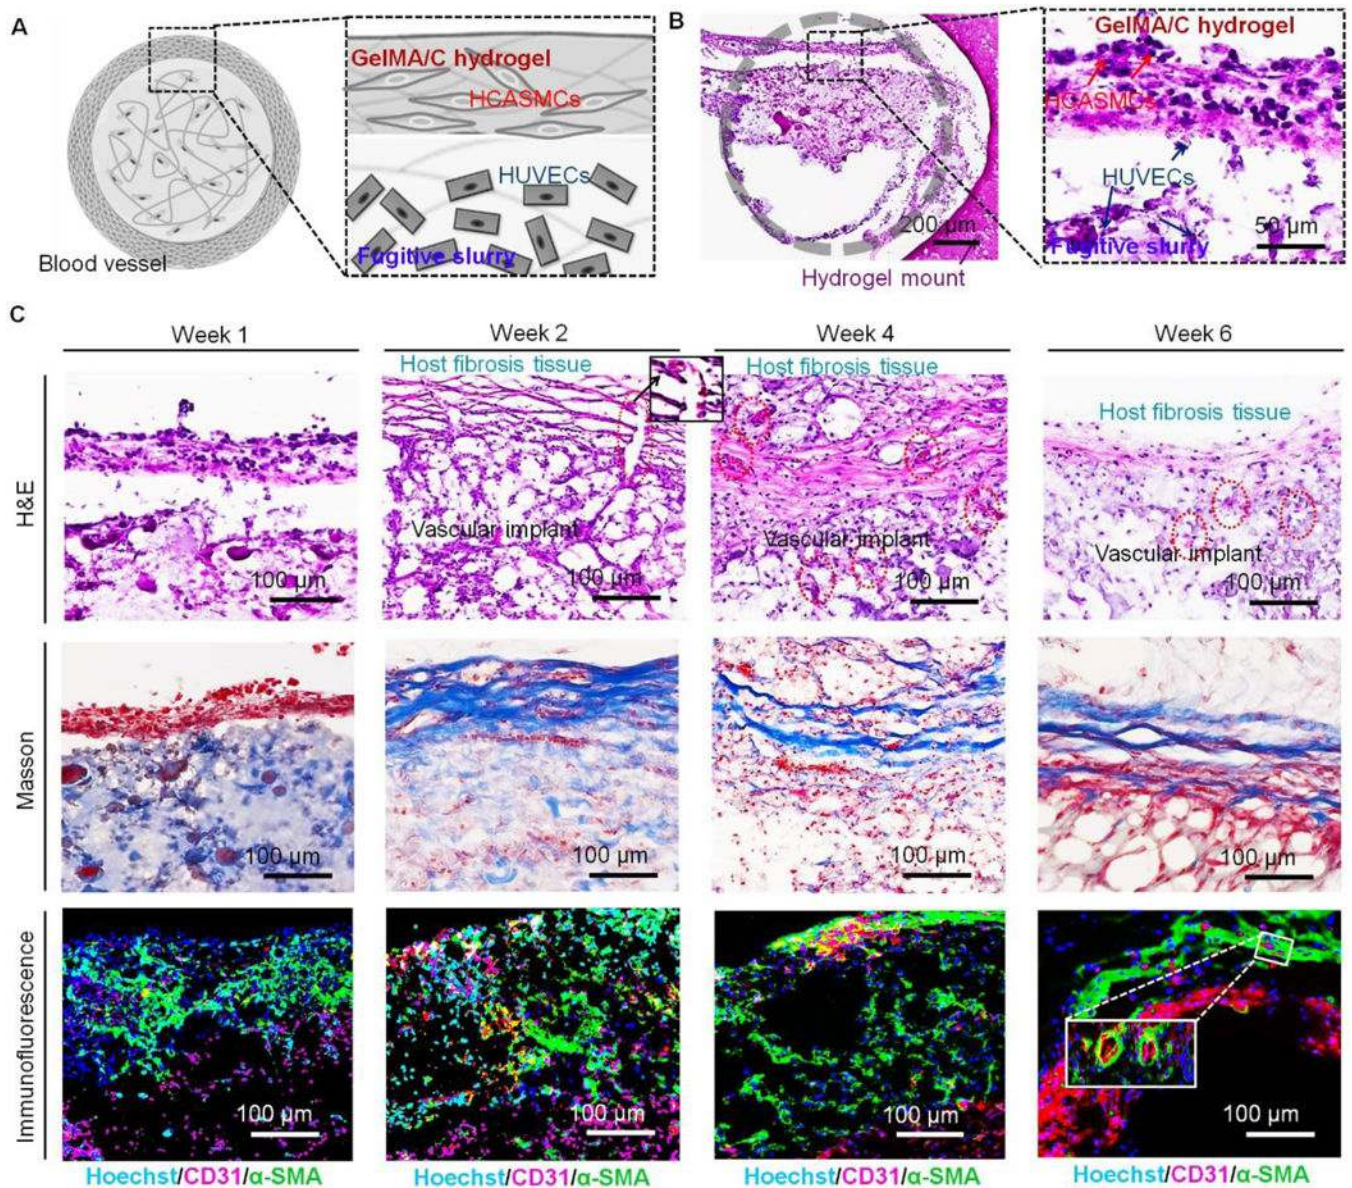 A
GelMA/C hydrogel
HCASMCs
HUVECs
Fugitive slurry
Blood vessel
B
200 µm
Hydrogel mount
GelMA/C hydrogel
HCASMCs
HUVECs
Fugitive slurry
50 µm
C
Week 1
Week 2
Week 4
Week 6
H&E
100 µm
Host fibrosis tissue
Vascular implant
100 µm
Host fibrosis tissue
Vascular implant
100 µm
Host fibrosis tissue
Vascular implant
100 µm
Masson
100 µm
100 µm
100 µm
100 µm
Immunofluorescence
100 µm
100 µm
100 µm
100 µm
Hoechst/CD31/α-SMA
Hoechst/CD31/α-SMA
Hoechst/CD31/α-SMA
Hoechst/CD31/α-SMA